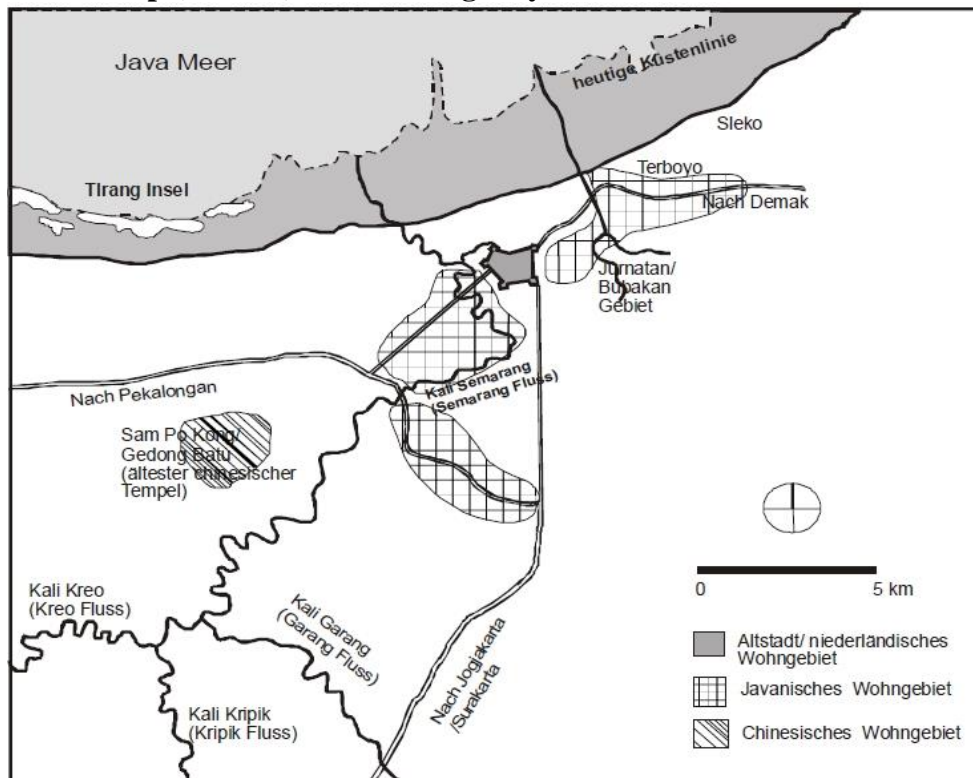 Java Meer
heutige Küstenlinie
Sleko
Terboyo
Tirang Insel
Nach Demak
Jurnatan/
Bubakan
Gebiet
Kali Semarang
(Semarang Fluss)
Nach Pekalongan
Sam Po Kong/
Gedong Batu
(ältester chinesischer
Tempel)
Kali Kreo
(Kreo Fluss)
Kali Garang
(Garang Fluss)
Nach Jogjakarta
/Surakarta
Kali Kripik
(Kripik Fluss)
0 5 km
Altstadt/ niederländisches
Wohngebiet
Javanisches Wohngebiet
Chinesisches Wohngebiet